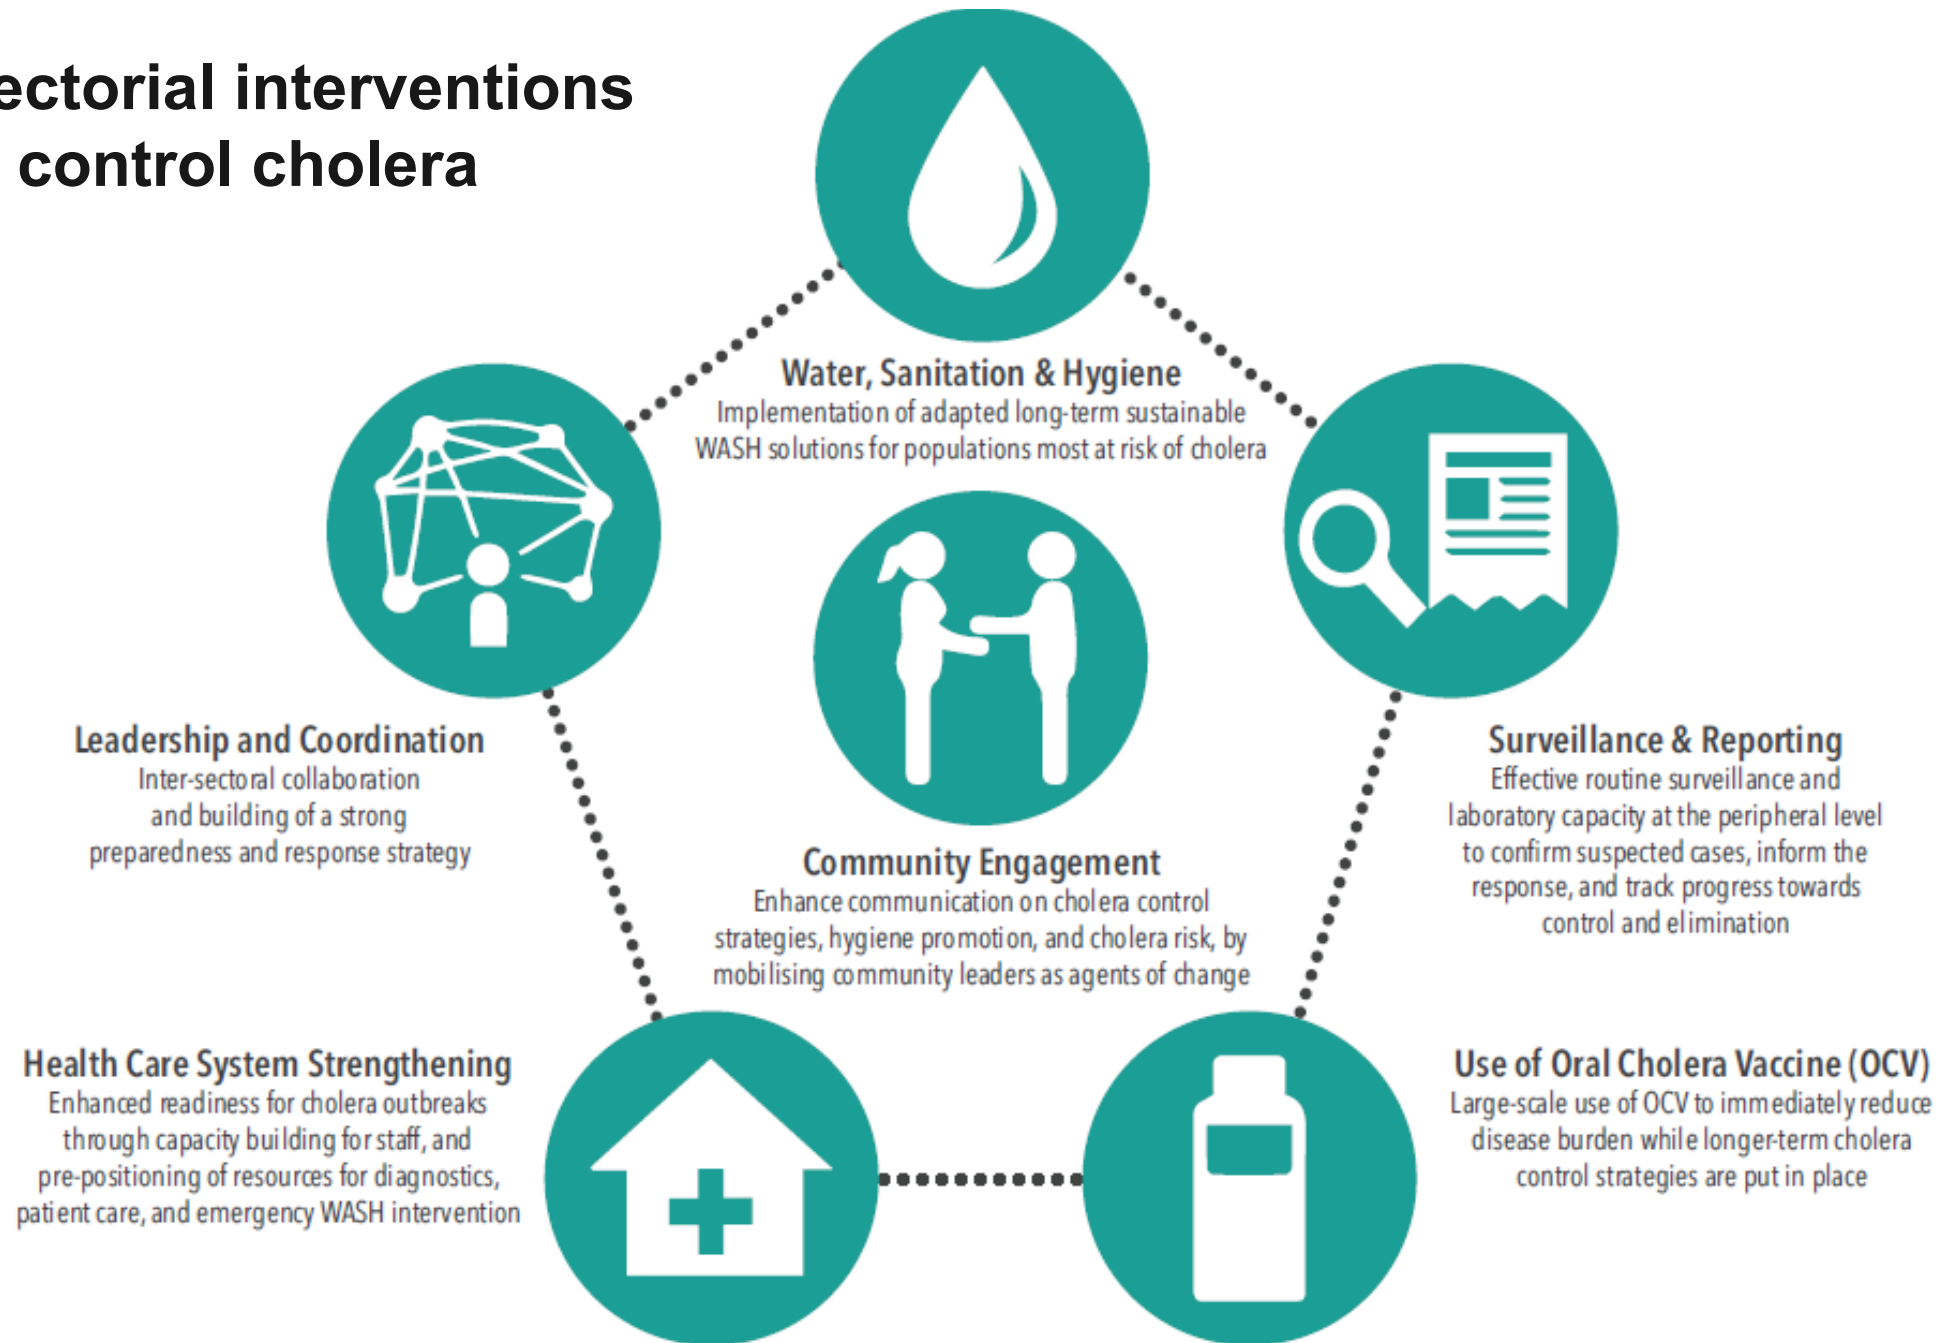 ectorial interventions
control cholera
Water, Sanitation & Hygiene
Implementation of adapted long-term sustainable
WASH solutions for populations most at risk of cholera
Leadership and Coordination
Inter-sectoral collaboration
and building of a strong
preparedness and response strategy
Community Engagement
Enhance communication on cholera control
strategies, hygiene promotion, and cholera risk, by
mobilising community leaders as agents of change
Surveillance & Reporting
Effective routine surveillance and
laboratory capacity at the peripheral level
to confirm suspected cases, inform the
response, and track progress towards
control and elimination
Health Care System Strengthening
Enhanced readiness for cholera outbreaks
through capacity building for staff, and
pre-positioning of resources for diagnostics,
patient care, and emergency WASH intervention
Use of Oral Cholera Vaccine (OCV)
Large-scale use of OCV to immediately reduce
disease burden while longer-term cholera
control strategies are put in place